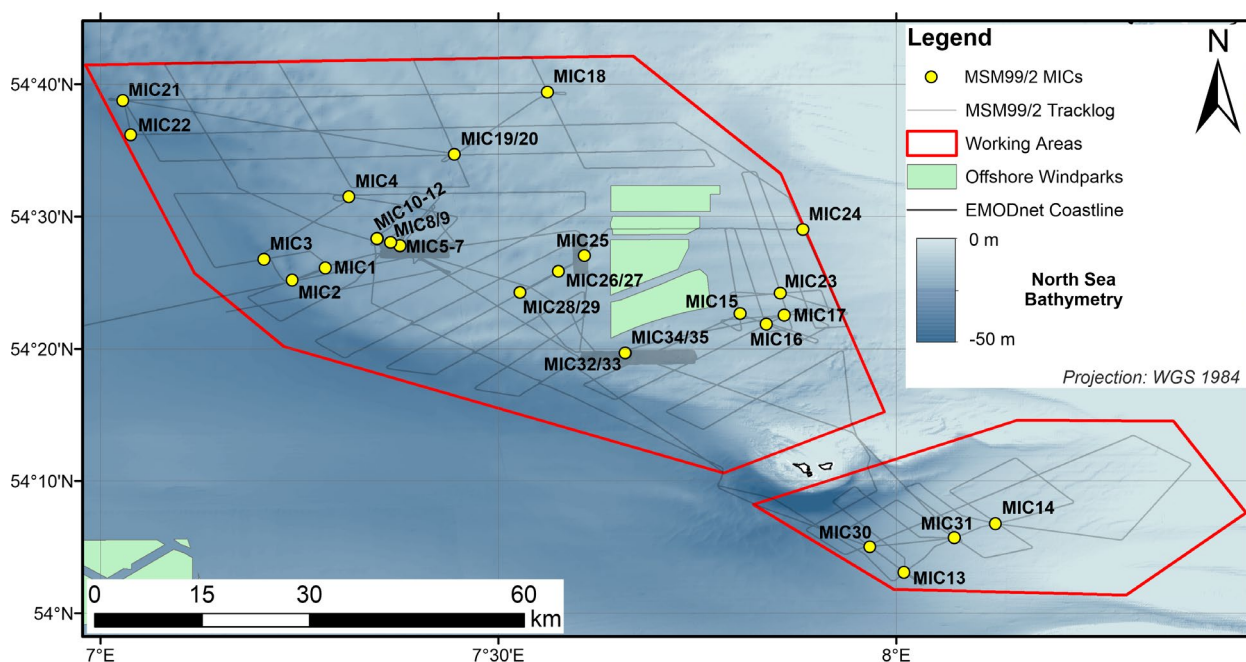 Legend
N
MSM99/2 MICs
MSM99/2 Tracklog
Working Areas
Offshore Windparks
EMODnet Coastline
0 m
North Sea
Bathymetry
-50 m
Projection: WGS 1984
54°40'N
54°30'N
54°20'N
54°10'N
54°N
MIC18
MIC21
MIC22
MIC19/20
MIC4
MIC10-12
MIC8/9
MIC5-7
MIC24
MIC3
MIC1
MIC2
MIC25
MIC26/27
MIC28/29
MIC23
MIC15
MIC17
MIC16
MIC34/35
MIC32/33
MIC30
MIC31
MIC14
MIC13
0 15 30 60
km
7°E
7°30'E
8°E